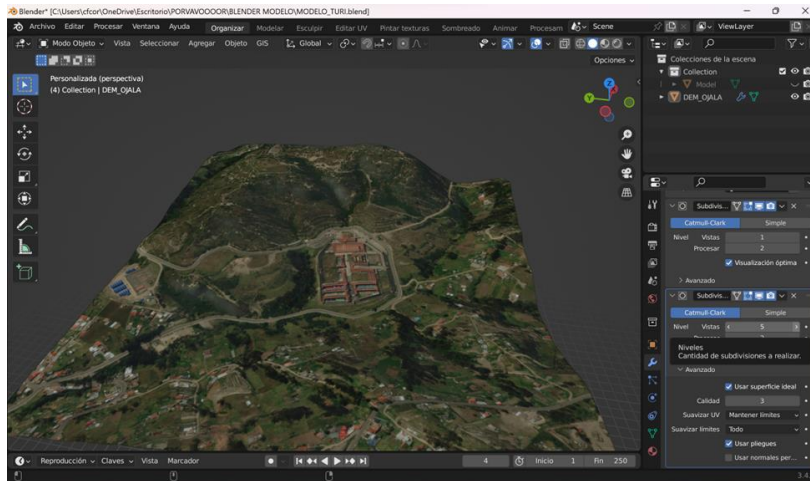 Blender* [C:\Users\cfcor\OneDrive\Escritorio\PORVAVOOOOR\BLENDER MODELO\MODELO_TURI.blend]
Archivo Editar Procesar Ventana Ayuda Organizar Modelar Esculpir Editar UV Pintar texturas Sombreado Animar Procesam Scene ViewLayer
Modo Objeto Vista Seleccionar Agregar Objeto GIS Global
Opciones
Personalizada (perspectiva)
(4) Collection | DEM_OJALA
Z
Y
Colecciones de la escena
Collection
Model
DEM_OJALA
Subdivis...
Catmull-Clark Simple
Nivel Vistas 1
Procesar 2
Visualización óptima
Avanzado
Subdivis...
Catmull-Clark Simple
Nivel Vistas 5
Niveles
Cantidad de subdivisiones a realizar.
Avanzado
Usar superficie ideal
Calidad 3
Suavizar UV Mantener límites
Suavizar límites Todo
Usar pliegues
Usar normales per...
Reproducción Claves Vista Marcador 4 Inicio 1 Fin 250